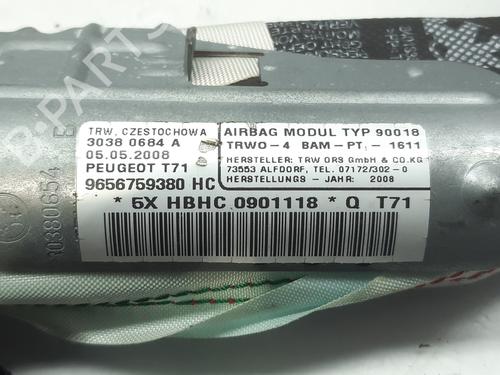 TRW, CZESTOCHOWA
3038 0684 A
05.05.2008
PEUGEOT T71
9656759380 HC
AIRBAG MODUL TYP 90018
TRWO-4 BAM-PT-1611
HERSTELLER: TRW ORS GmbH & CO.KG
73553 ALFDORF, TEL. 07172/302-0
HERSTELLUNGS - JAHR: 2008
* 5X HBHC 0901118 * Q T71
30380654